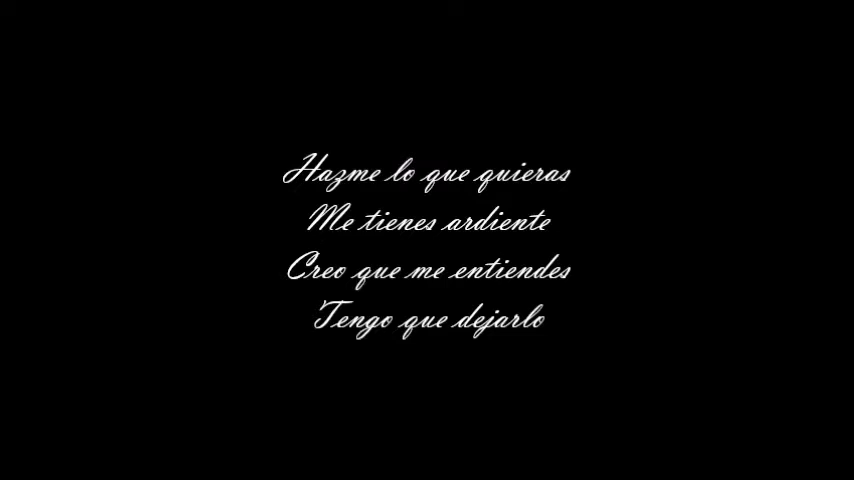 Hazme lo que quieras
Me tienes ardiente
Creo que me entiendes
Tengo que dejarlo